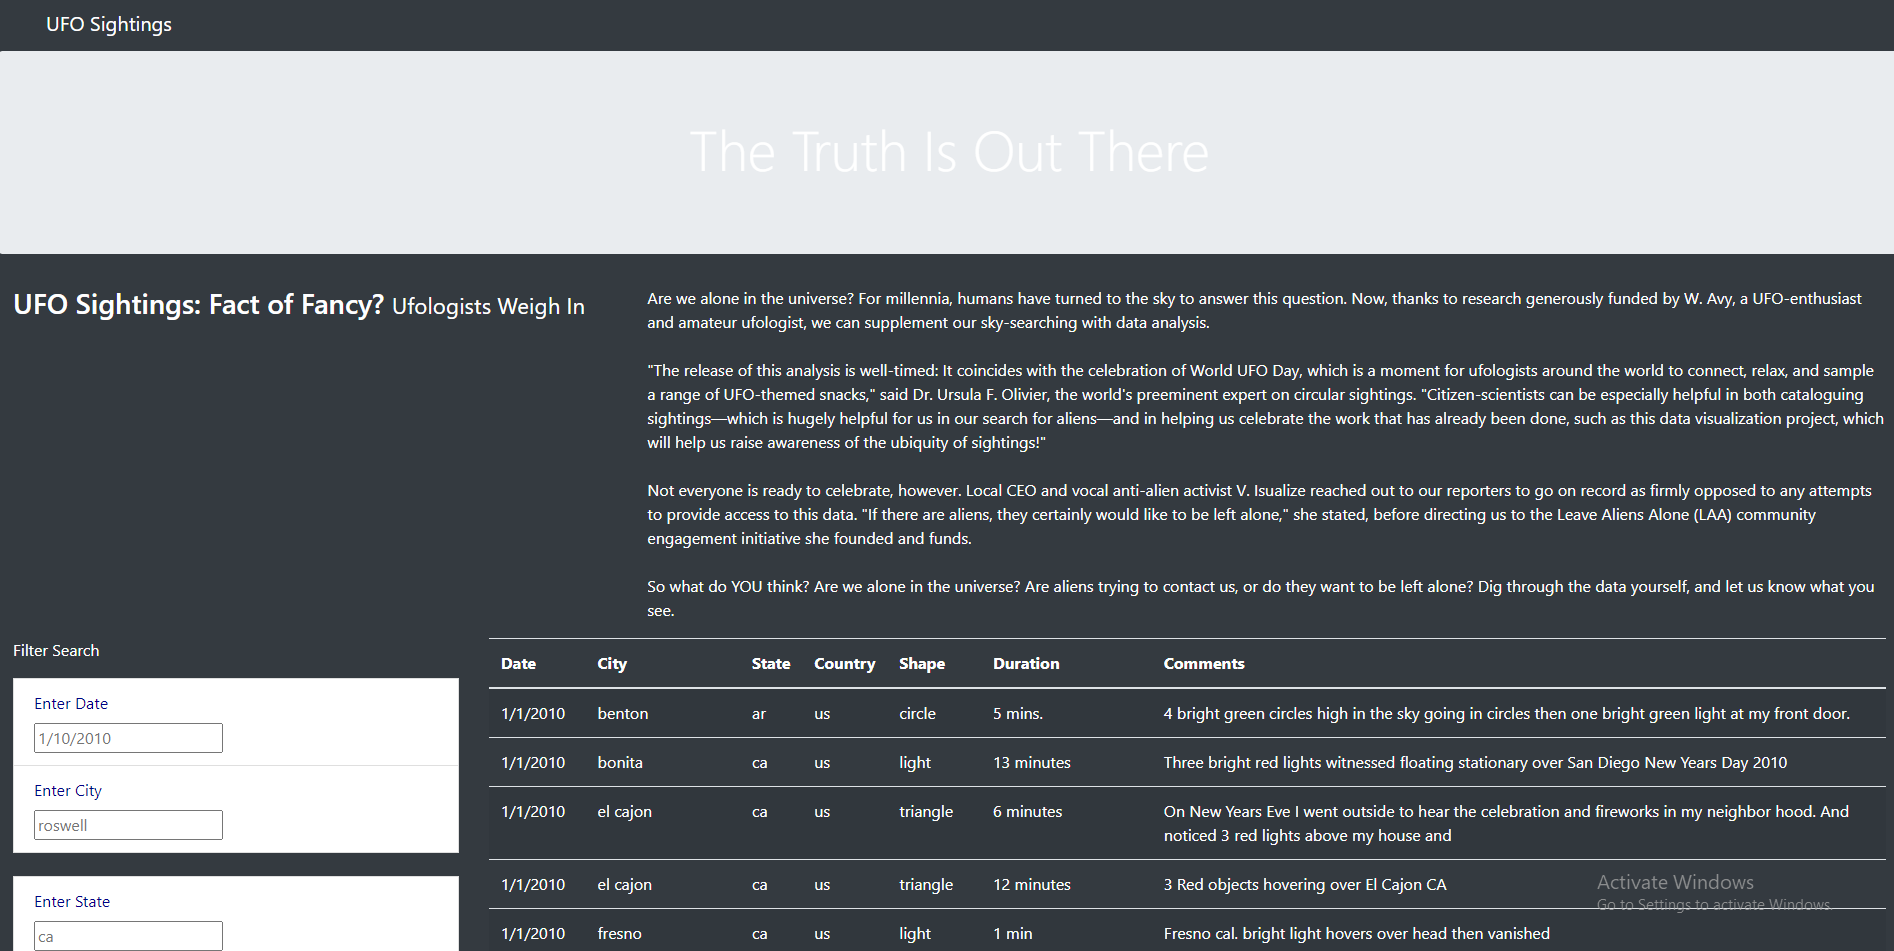 UFO Sightings
The Truth Is Out There
UFO Sightings: Fact of Fancy? Ufologists Weigh In
Are we alone in the universe? For millennia, humans have turned to the sky to answer this question. Now, thanks to research generously funded by W. Avy, a UFO-enthusiast
and amateur ufologist, we can supplement our sky-searching with data analysis.
"The release of this analysis is well-timed: It coincides with the celebration of World UFO Day, which is a moment for ufologists around the world to connect, relax, and sample
a range of UFO-themed snacks," said Dr. Ursula F. Olivier, the world's preeminent expert on circular sightings. "Citizen-scientists can be especially helpful in both cataloguing
sightings—which is hugely helpful for us in our search for aliens—and in helping us celebrate the work that has already been done, such as this data visualization project, which
will help us raise awareness of the ubiquity of sightings!"
Not everyone is ready to celebrate, however. Local CEO and vocal anti-alien activist V. Isualize reached out to our reporters to go on record as firmly opposed to any attempts
to provide access to this data. "If there are aliens, they certainly would like to be left alone," she stated, before directing us to the Leave Aliens Alone (LAA) community
engagement initiative she founded and funds.
So what do YOU think? Are we alone in the universe? Are aliens trying to contact us, or do they want to be left alone? Dig through the data yourself, and let us know what you
see.
Filter Search
Enter Date
1/10/2010
Enter City
roswell
Enter State
ca
Date City State Country Shape Duration Comments
1/1/2010 benton ar us circle 5 mins. 4 bright green circles high in the sky going in circles then one bright green light at my front door.
1/1/2010 bonita ca us light 13 minutes Three bright red lights witnessed floating stationary over San Diego New Years Day 2010
1/1/2010 el cajon ca us triangle 6 minutes On New Years Eve I went outside to hear the celebration and fireworks in my neighbor hood. And
noticed 3 red lights above my house and
1/1/2010 el cajon ca us triangle 12 minutes 3 Red objects hovering over El Cajon CA
1/1/2010 fresno ca us light 1 min Fresno cal. bright light hovers over head then vanished
Activate Windows
Go to Settings to activate Windows.